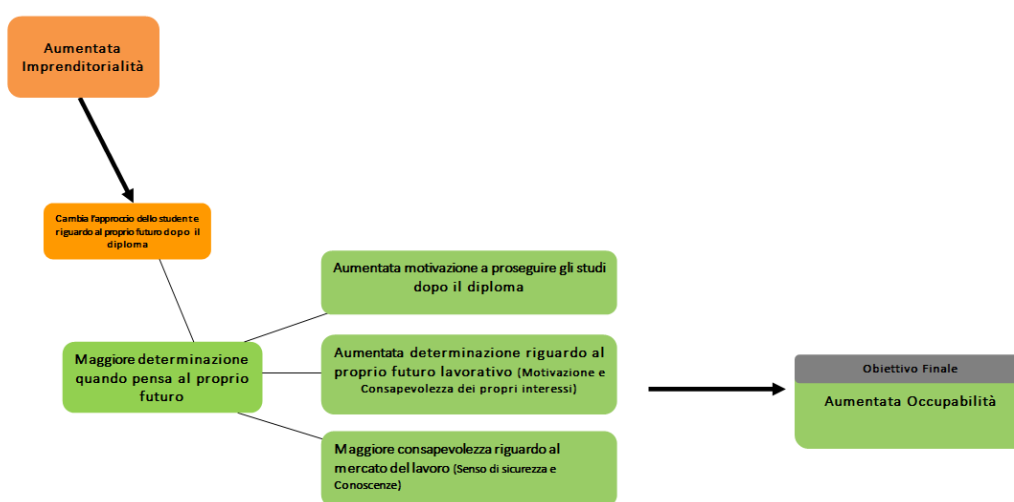 Aumentata
Imprenditorialità
Cambia l'approccio dello studente
riguardo al proprio futuro dopo il
diploma
Aumentata motivazione a proseguire gli studi
dopo il diploma
Maggiore determinazione
quando pensa al proprio
futuro
Aumentata determinazione riguardo al
proprio futuro lavorativo (Motivazione e
Consapevolezza dei propri interessi)
Obiettivo Finale
Aumentata Occupabilità
Maggiore consapevolezza riguardo al
mercato del lavoro (Senso di sicurezza e
Conoscenze)